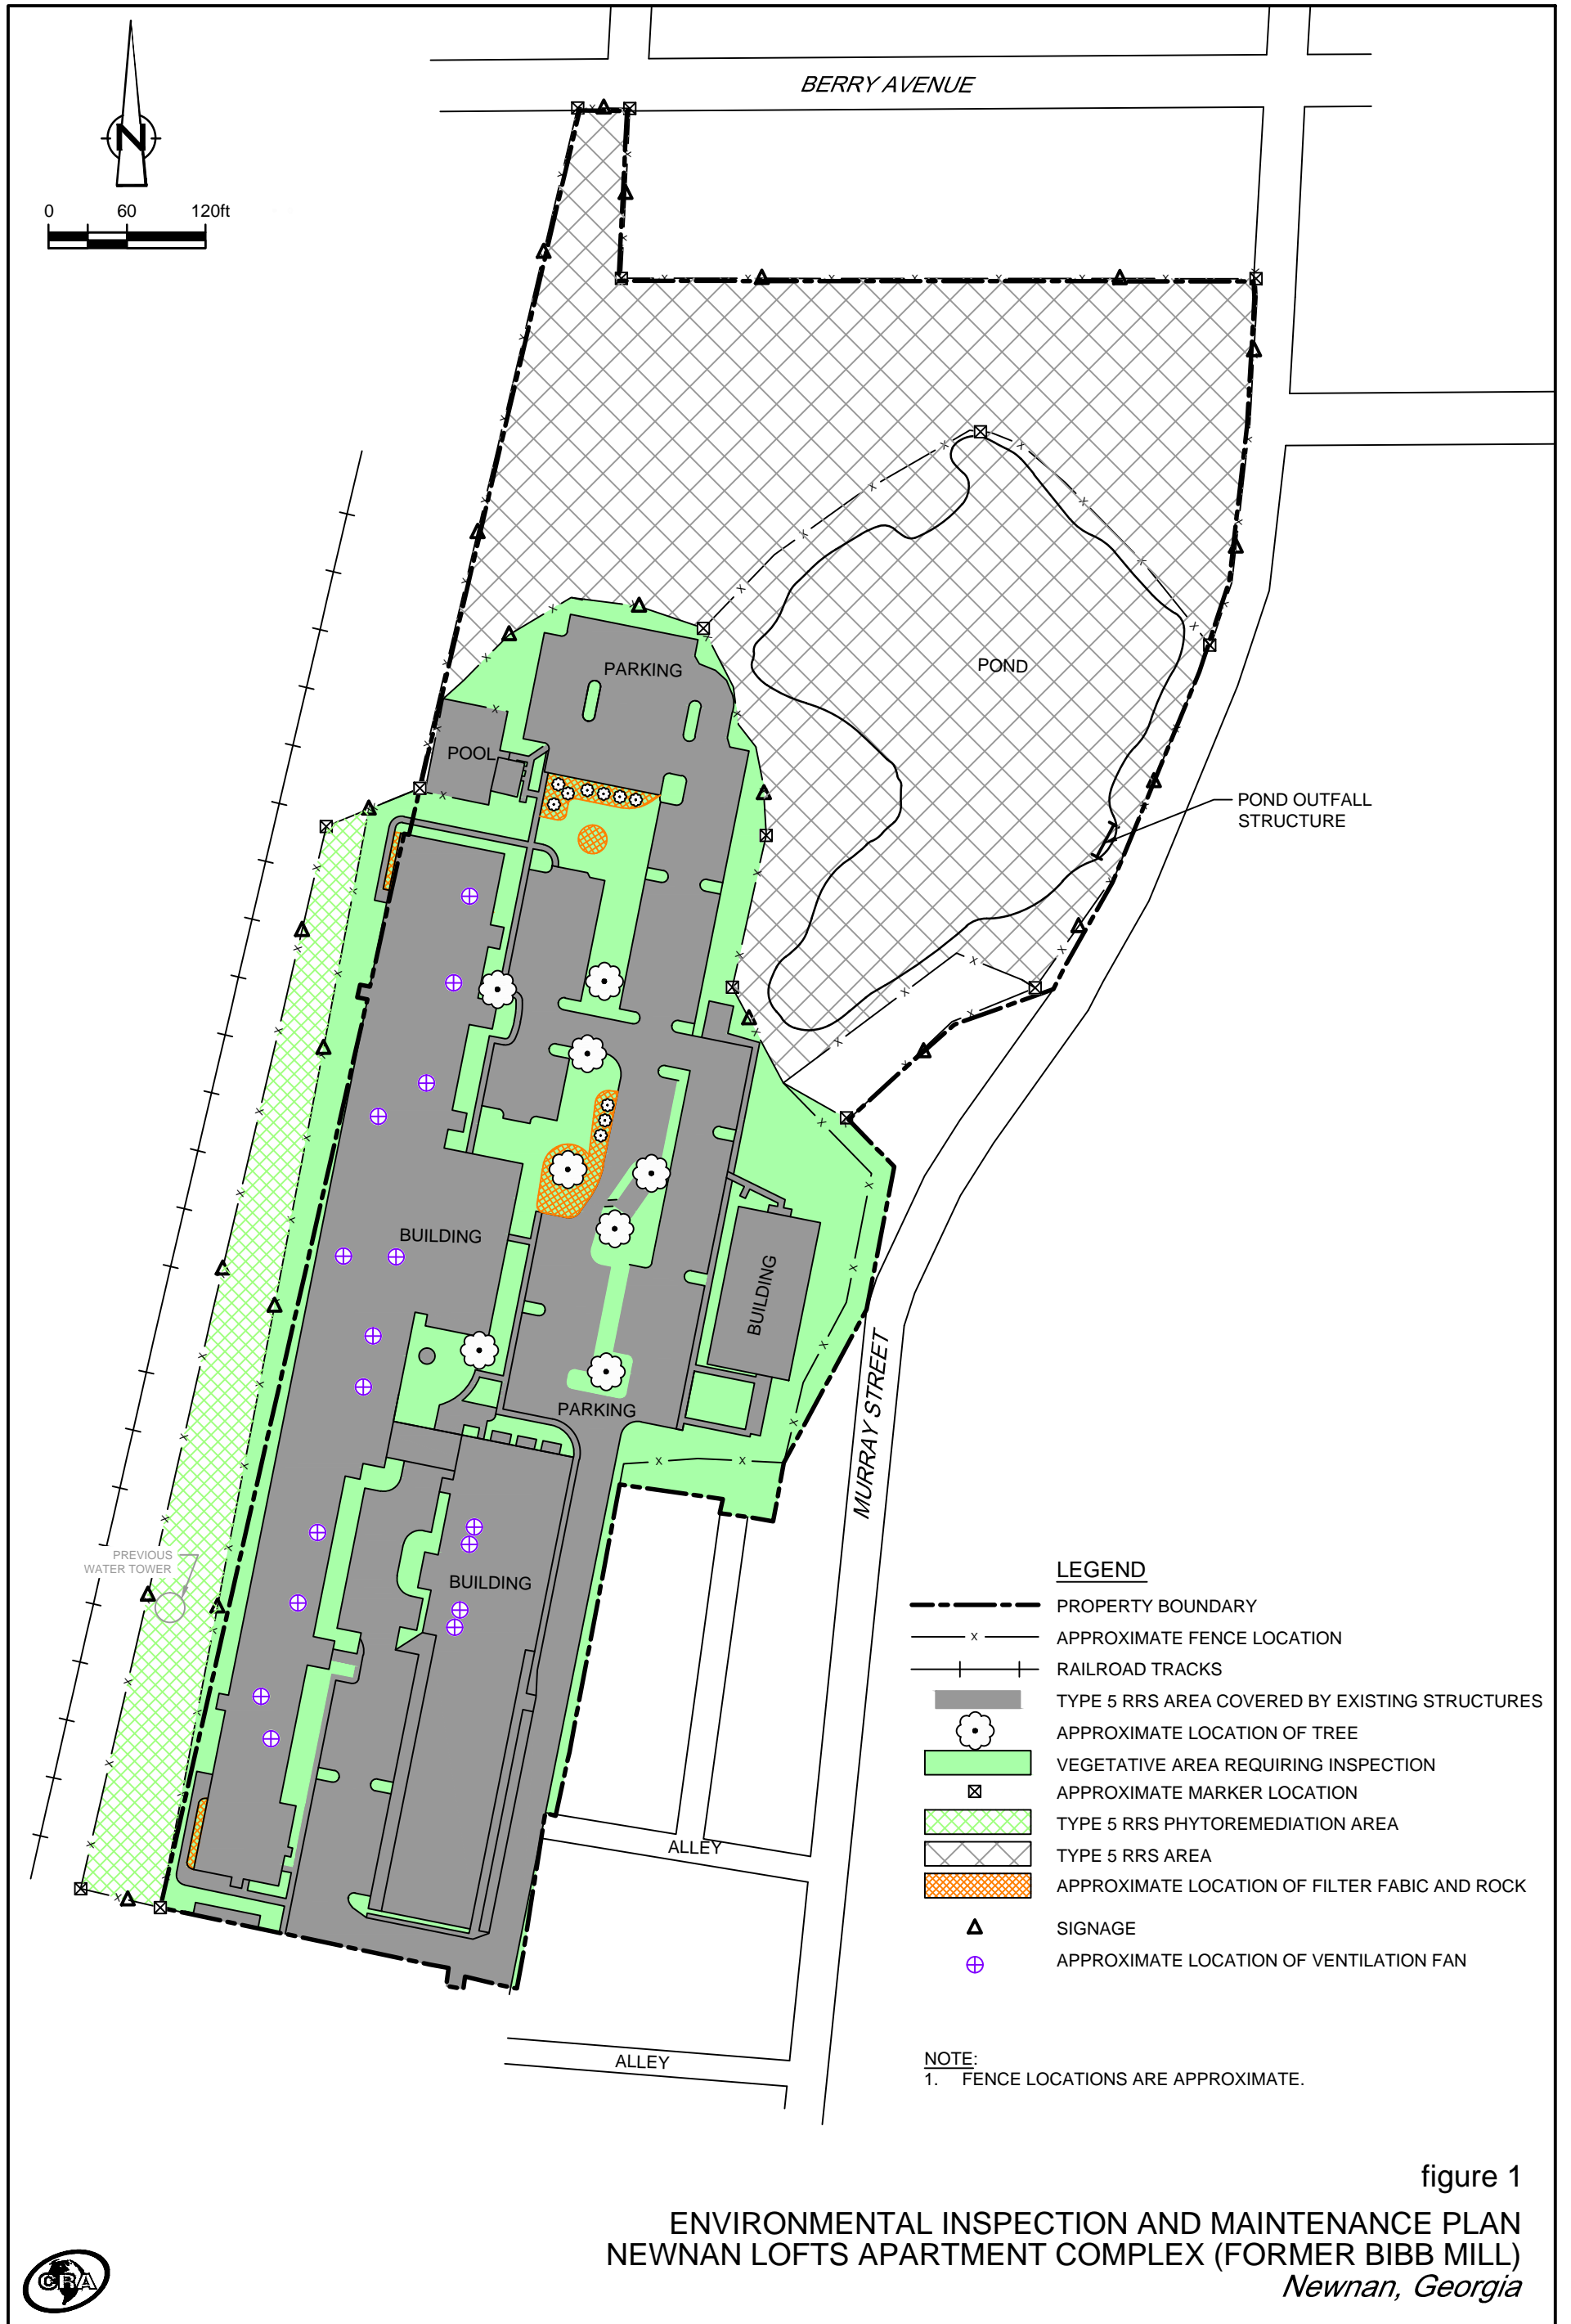 BERRY AVENUE
N
0 60 120ft
PARKING
POND
POOL
POND OUTFALL
STRUCTURE
BUILDING
BUILDING
PARKING
MURRAY STREET
PREVIOUS
WATER TOWER
BUILDING
ALLEY
ALLEY
LEGEND
PROPERTY BOUNDARY
x APPROXIMATE FENCE LOCATION
RAILROAD TRACKS
TYPE 5 RRS AREA COVERED BY EXISTING STRUCTURES
APPROXIMATE LOCATION OF TREE
VEGETATIVE AREA REQUIRING INSPECTION
APPROXIMATE MARKER LOCATION
TYPE 5 RRS PHYTOREMEDIATION AREA
TYPE 5 RRS AREA
APPROXIMATE LOCATION OF FILTER FABIC AND ROCK
SIGNAGE
APPROXIMATE LOCATION OF VENTILATION FAN
NOTE:
1. FENCE LOCATIONS ARE APPROXIMATE.
figure 1
ENVIRONMENTAL INSPECTION AND MAINTENANCE PLAN
NEWNAN LOFTS APARTMENT COMPLEX (FORMER BIBB MILL)
Newnan, Georgia
CRA